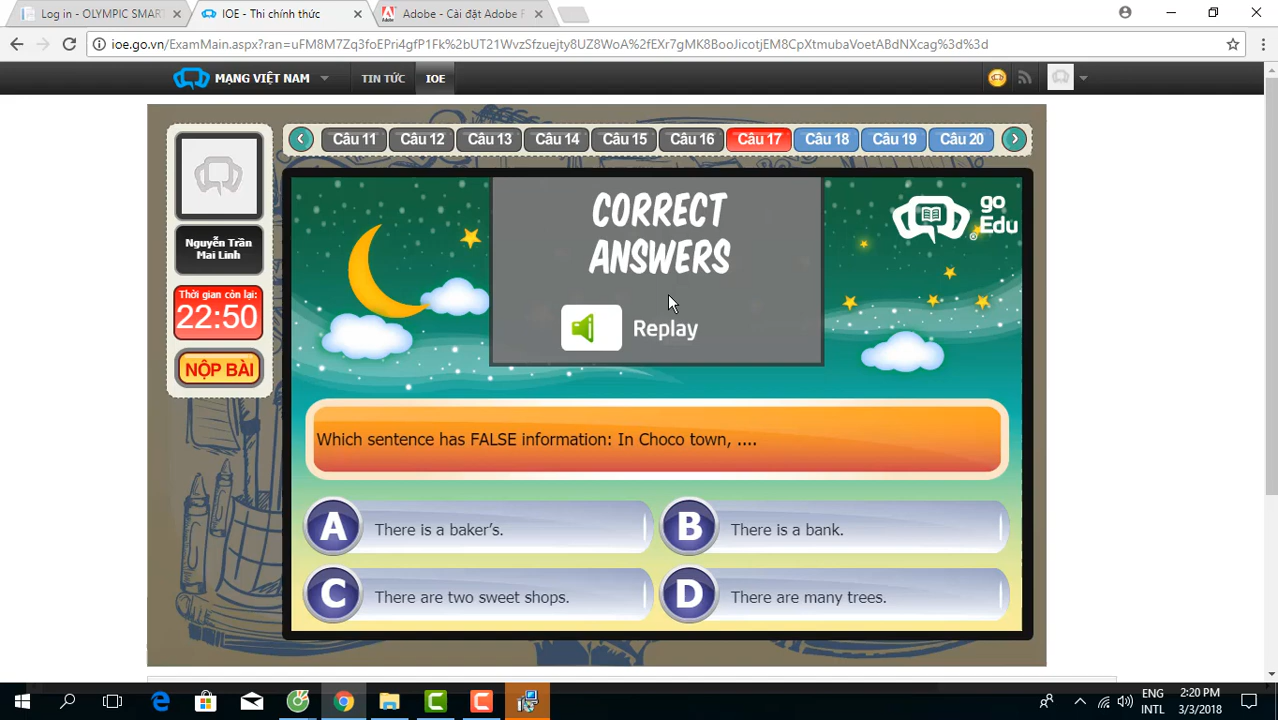 Log in - OLYMPIC SMART
IOE - Thi chính thức
Adobe - Cài đặt Adobe F
ioe.go.vn/ExamMain.aspx?ran=uFM8M7Zq3foEPri4gfP1Fk%2bUT21WvzSfzuejty8UZ8WoA%2fEXr7gMK8BooJicotjEM8CpXtmubaVoetABdNXcag%3d%3d
MẠNG VIỆT NAM
TIN TỨC
IOE
Câu 11
Câu 12
Câu 13
Câu 14
Câu 15
Câu 16
Câu 17
Câu 18
Câu 19
Câu 20
Nguyễn Trần
Mai Linh
Thời gian còn lại:
22:50
NỘP BÀI
CORRECT
ANSWERS
Replay
go
Edu
Which sentence has FALSE information: In Choco town, ....
A
There is a baker's.
B
There is a bank.
C
There are two sweet shops.
D
There are many trees.
ENG
INTL
2:20 PM
3/3/2018